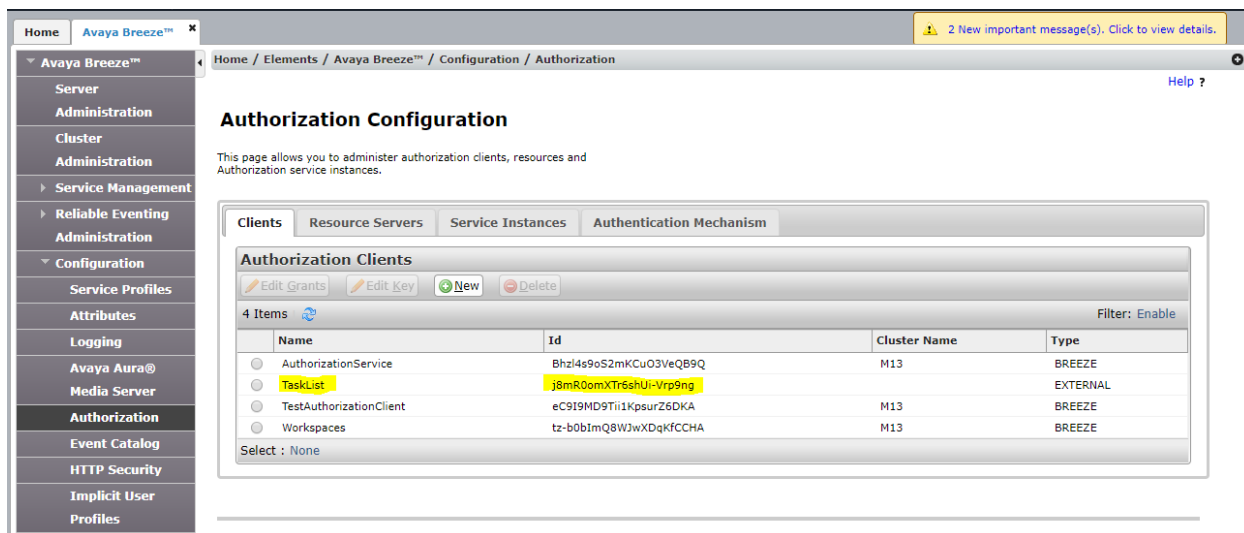 Home
Avaya Breeze™ ×
2 New important message(s). Click to view details.
Avaya Breeze™
Server
Administration
Cluster
Administration
Service Management
Reliable Eventing
Administration
Configuration
Service Profiles
Attributes
Logging
Avaya Aura®
Media Server
Authorization
Event Catalog
HTTP Security
Implicit User
Profiles
Home / Elements / Avaya Breeze™ / Configuration / Authorization
Help ?
Authorization Configuration
This page allows you to administer authorization clients, resources and
Authorization service instances.
Clients Resource Servers Service Instances Authentication Mechanism
Authorization Clients
Edit Grants Edit Key New Delete
4 Items Filter: Enable
Name Id Cluster Name Type
AuthorizationService Bhzl4s9oS2mKCuO3VeQB9Q M13 BREEZE
TaskList j8mR0omXTr6shUi-Vrp9ng EXTERNAL
TestAuthorizationClient eC9I9MD9Tii1KpsurZ6DKA M13 BREEZE
Workspaces tz-b0bImQ8WJwXDqKfCCHA M13 BREEZE
Select : None